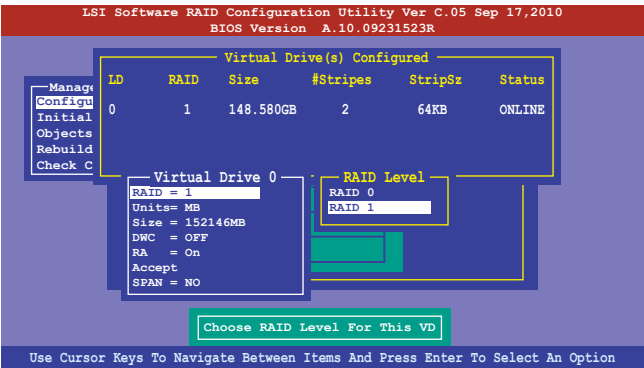 LSI Software RAID Configuration Utility Ver C.05 Sep 17,2010
BIOS Version A.10.09231523R
Virtual Drive(s) Configured
LD RAID Size #Stripes StripSz Status
0 1 148.580GB 2 64KB ONLINE
Manage
Configu
Initial
Objects
Rebuild
Check C
Virtual Drive 0
RAID = 1
Units= MB
Size = 152146MB
DWC = OFF
RA = On
Accept
SPAN = NO
RAID Level
RAID 0
RAID 1
Choose RAID Level For This VD
Use Cursor Keys To Navigate Between Items And Press Enter To Select An Option